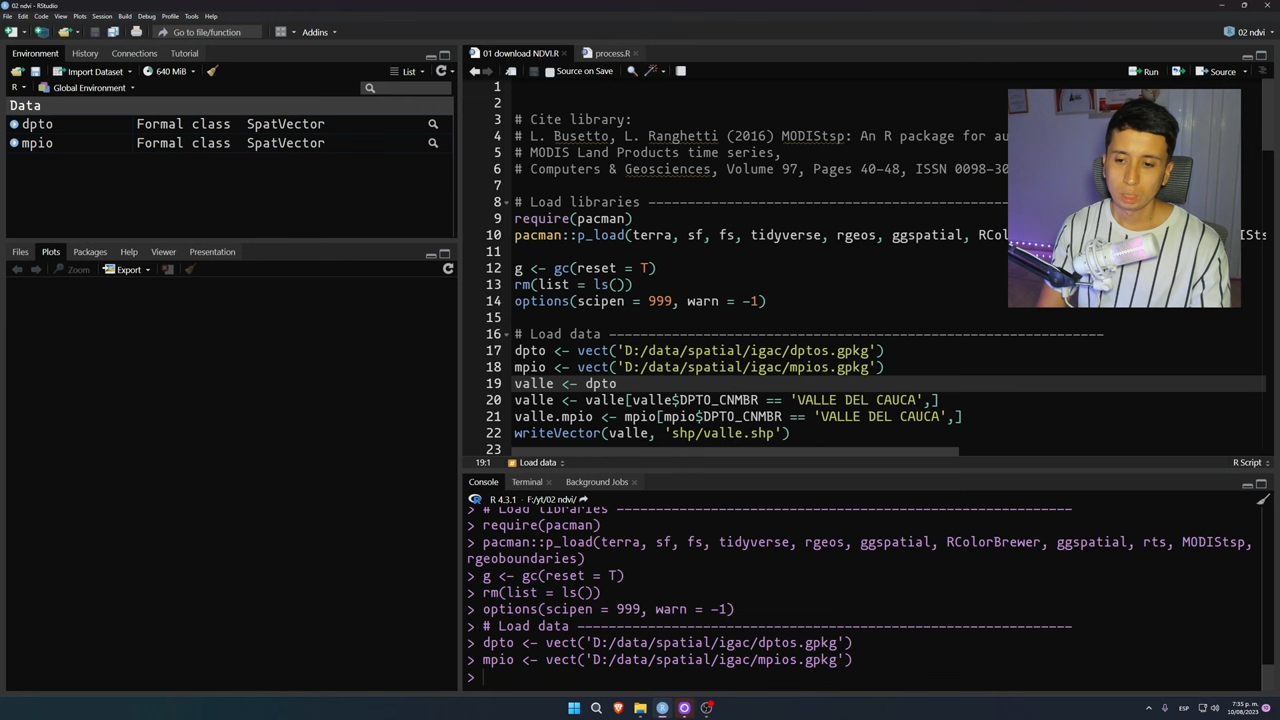 02 ndvi - RStudio
File Edit Code View Plots Session Build Debug Profile Tools Help
Go to file/function Addins 02 ndvi
Environment History Connections Tutorial
Import Dataset 640 MiB List
R Global Environment
Data
dpto Formal class SpatVector
mpio Formal class SpatVector
Files Plots Packages Help Viewer Presentation
Zoom Export
01 download NDVI.R process.R
Source on Save Run Source
1
2
3 # Cite library:
4 # L. Busetto, L. Ranghetti (2016) MODIStsp: An R package for au
5 # MODIS Land Products time series,
6 # Computers & Geosciences, Volume 97, Pages 40-48, ISSN 0098-30
7
8 # Load libraries ---------------------------------------------
9 require(pacman)
10 pacman::p_load(terra, sf, fs, tidyverse, rgeos, ggspatial, RCol
11
12 g <- gc(reset = T)
13 rm(list = ls())
14 options(scipen = 999, warn = -1)
15
16 # Load data ---------------------------------------------------------------
17 dpto <- vect('D:/data/spatial/igac/dptos.gpkg')
18 mpio <- vect('D:/data/spatial/igac/mpios.gpkg')
19 valle <- dpto
20 valle <- valle[valle$DPTO_CNMBR == 'VALLE DEL CAUCA',]
21 valle.mpio <- mpio[mpio$DPTO_CNMBR == 'VALLE DEL CAUCA',]
22 writeVector(valle, 'shp/valle.shp')
23
19:1 Load data R Script
Console Terminal Background Jobs
R 4.3.1 · F:/yt/02 ndvi/
> # Load libraries ----------------------------------------------------------
> require(pacman)
> pacman::p_load(terra, sf, fs, tidyverse, rgeos, ggspatial, RColorBrewer, ggspatial, rts, MODIStsp,
rgeoboundaries)
> g <- gc(reset = T)
> rm(list = ls())
> options(scipen = 999, warn = -1)
> # Load data ---------------------------------------------------------------
> dpto <- vect('D:/data/spatial/igac/dptos.gpkg')
> mpio <- vect('D:/data/spatial/igac/mpios.gpkg')
>
ESP 7:35 p. m.
10/08/2023